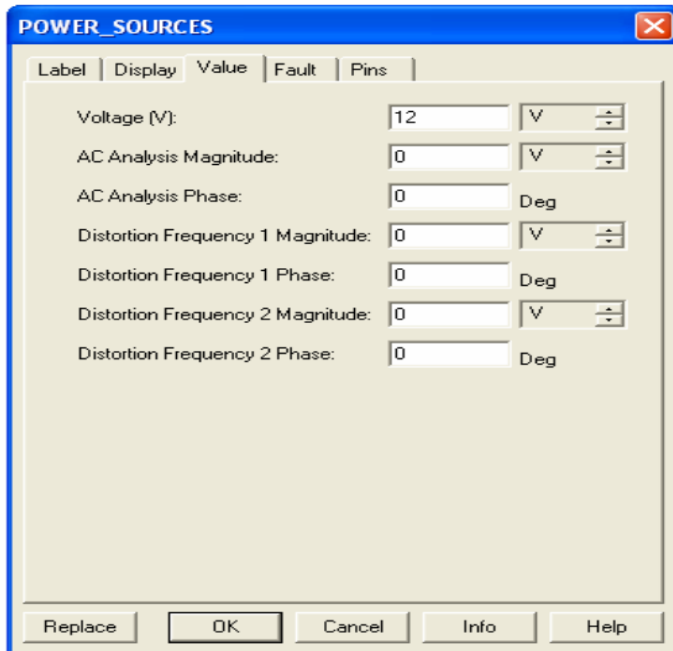 POWER_SOURCES
Label Display Value Fault Pins
Voltage (V): 12 V
AC Analysis Magnitude: 0 V
AC Analysis Phase: 0 Deg
Distortion Frequency 1 Magnitude: 0 V
Distortion Frequency 1 Phase: 0 Deg
Distortion Frequency 2 Magnitude: 0 V
Distortion Frequency 2 Phase: 0 Deg
Replace OK Cancel Info Help